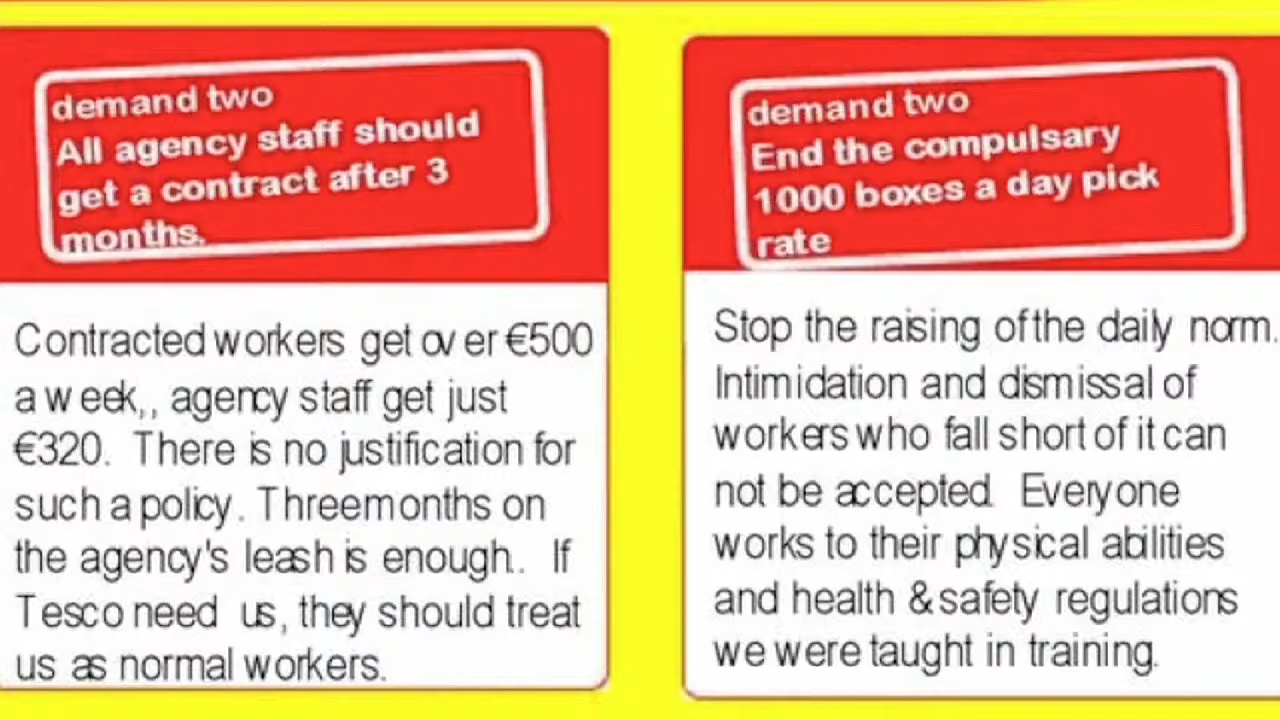 demand two
All agency staff should
get a contract after 3
months.
Contracted workers get over €500
a week,, agency staff get just
€320. There is no justification for
such a policy. Three months on
the agency's leash is enough.. If
Tesco need us, they should treat
us as normal workers.
demand two
End the compulsary
1000 boxes a day pick
rate
Stop the raising of the daily norm.
Intimidation and dismissal of
workers who fall short of it can
not be accepted. Everyone
works to their physical abilities
and health & safety regulations
we were taught in training.